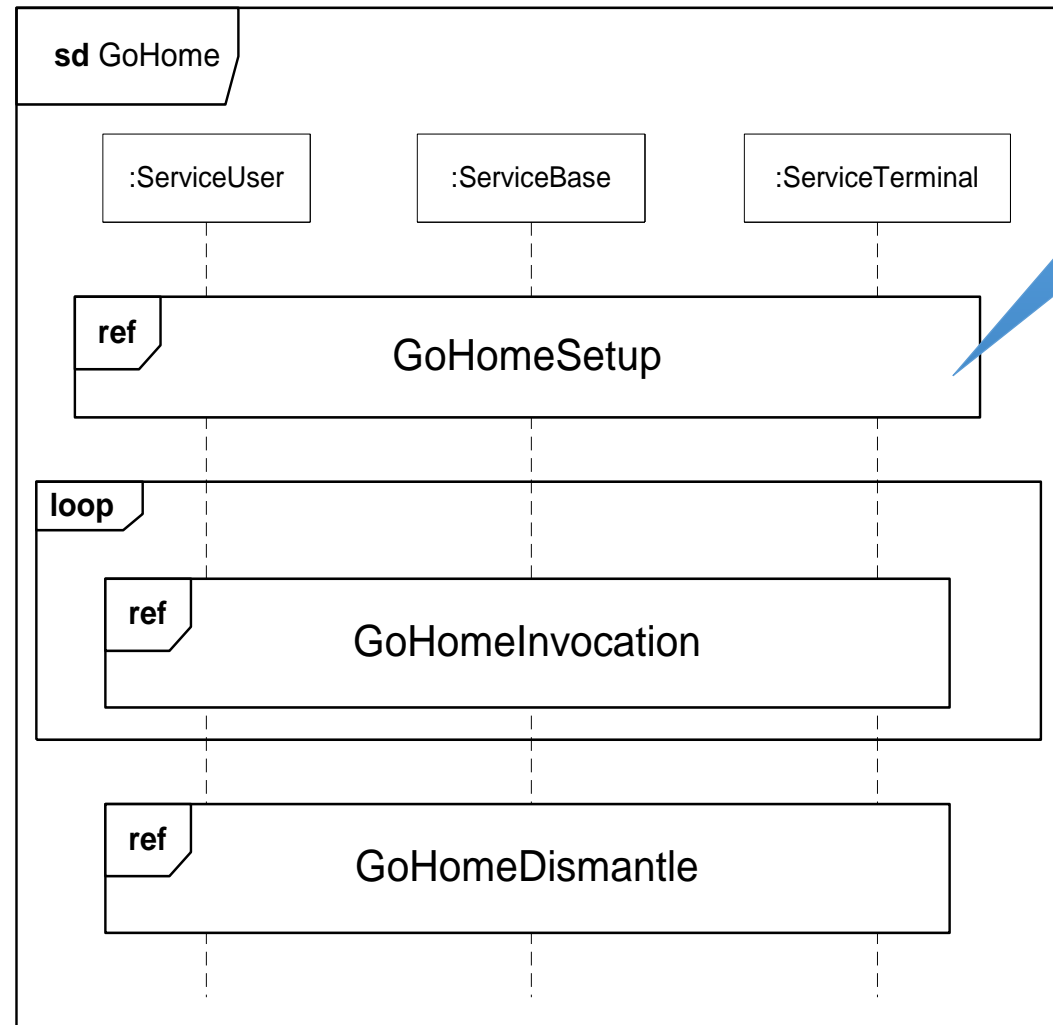 sd GoHome
:ServiceUser
:ServiceBase
:ServiceTerminal
ref
GoHomeSetup
loop
ref
GoHomeInvocation
ref
GoHomeDismantle